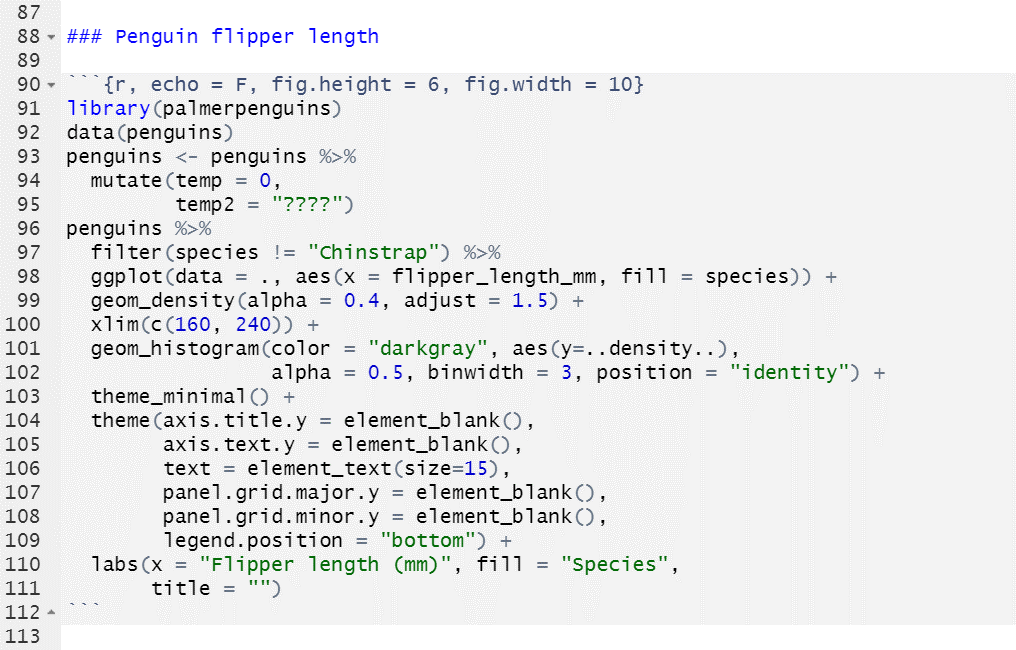 87
88 ### Penguin flipper length
89
90 ```{r, echo = F, fig.height = 6, fig.width = 10}
91 library(palmerpenguins)
92 data(penguins)
93 penguins <- penguins %>%
94   mutate(temp = 0,
95          temp2 = "????")
96 penguins %>%
97   filter(species != "Chinstrap") %>%
98   ggplot(data = ., aes(x = flipper_length_mm, fill = species)) +
99   geom_density(alpha = 0.4, adjust = 1.5) +
100   xlim(c(160, 240)) +
101   geom_histogram(color = "darkgray", aes(y=..density..),
102                  alpha = 0.5, binwidth = 3, position = "identity") +
103   theme_minimal() +
104   theme(axis.title.y = element_blank(),
105         axis.text.y = element_blank(),
106         text = element_text(size=15),
107         panel.grid.major.y = element_blank(),
108         panel.grid.minor.y = element_blank(),
109         legend.position = "bottom") +
110   labs(x = "Flipper length (mm)", fill = "Species",
111        title = "")
112 ```
113